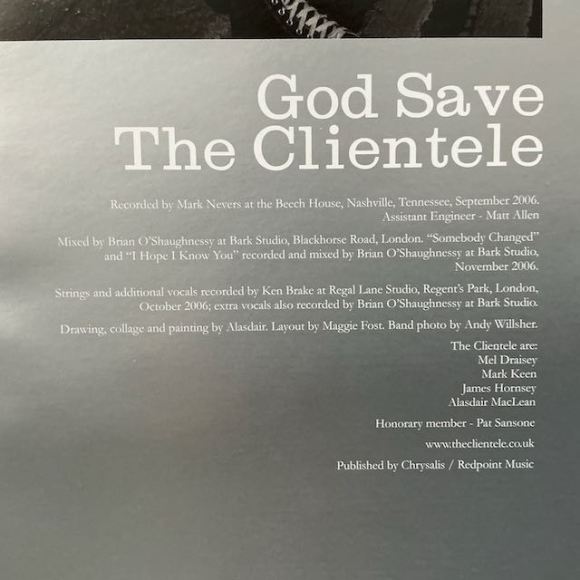 God Save
The Clientele
Recorded by Mark Nevers at the Beech House, Nashville, Tennessee, September 2006.
Assistant Engineer - Matt Allen
Mixed by Brian O'Shaughnessy at Bark Studio, Blackhorse Road, London. “Somebody Changed”
and “I Hope I Know You” recorded and mixed by Brian O'Shaughnessy at Bark Studio,
November 2006.
Strings and additional vocals recorded by Ken Brake at Regal Lane Studio, Regent's Park, London,
October 2006; extra vocals also recorded by Brian O'Shaughnessy at Bark Studio.
Drawing, collage and painting by Alasdair. Layout by Maggie Fost. Band photo by Andy Willsher.
The Clientele are:
Mel Draisey
Mark Keen
James Hornsey
Alasdair MacLean
Honorary member - Pat Sansone
www.theclientele.co.uk
Published by Chrysalis / Redpoint Music